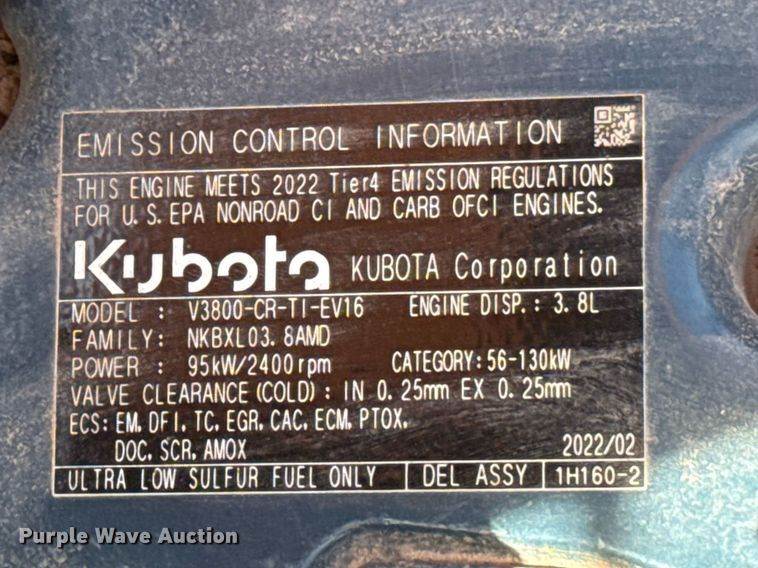 EMISSION CONTROL INFORMATION
THIS ENGINE MEETS 2022 Tier4 EMISSION REGULATIONS
FOR U.S. EPA NONROAD CI AND CARB OFCI ENGINES.
Kubota KUBOTA Corporation
MODEL : V3800-CR-TI-EV16 ENGINE DISP.: 3.8L
FAMILY: NKBXL03.8AMD
POWER : 95kW/2400rpm CATEGORY:56-130kW
VALVE CLEARANCE(COLD): IN 0.25mm EX 0.25mm
ECS: EM, DFI, TC, EGR, CAC, ECM, PTOX,
DOC, SCR, AMOX 2022/02
ULTRA LOW SULFUR FUEL ONLY DEL ASSY 1H160-2
Purple Wave Auction